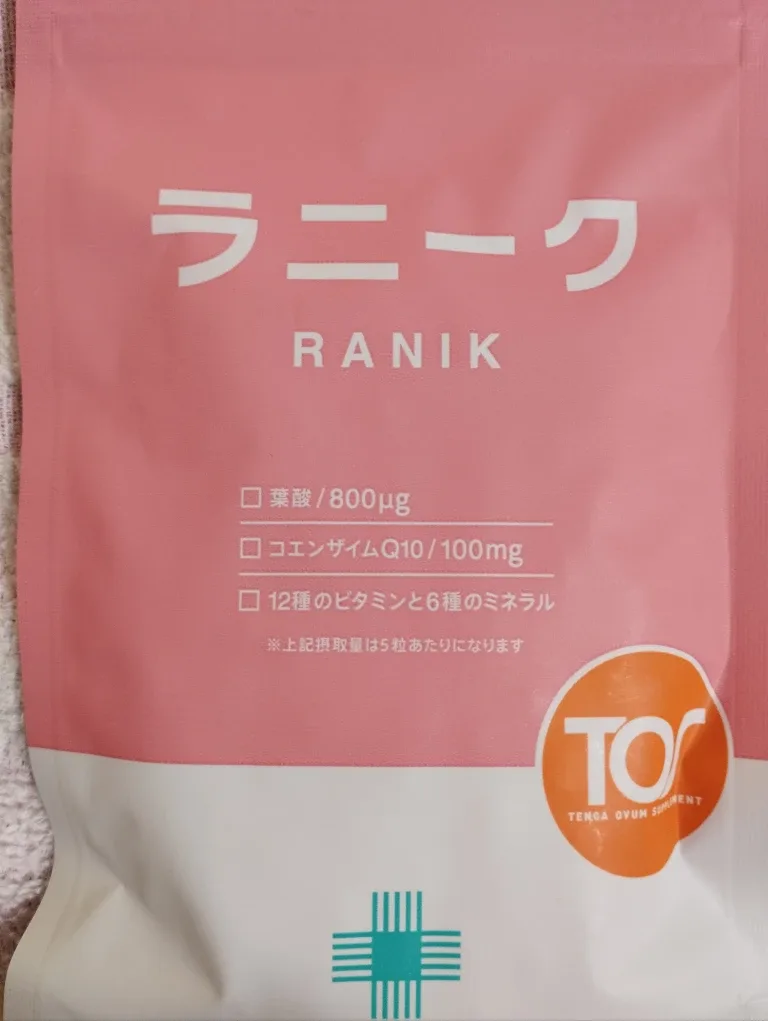 ラニーク
RANIK
□ 葉酸 / 800μg
□ コエンザイムQ10 / 100mg
□ 12種のビタミンと6種のミネラル
※上記摂取量は5粒あたりになります
TOS
TENGA OVUM SUPPLEMENT